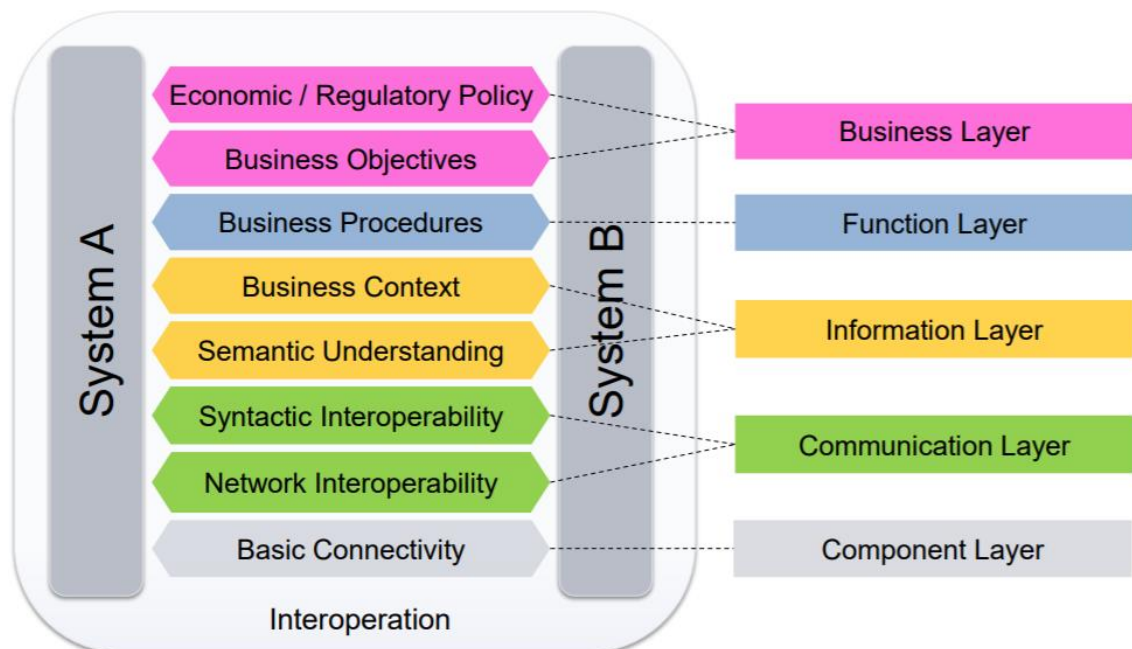 System A
Economic / Regulatory Policy
Business Objectives
Business Procedures
Business Context
Semantic Understanding
Syntactic Interoperability
Network Interoperability
Basic Connectivity
System B
Interoperation
Business Layer
Function Layer
Information Layer
Communication Layer
Component Layer